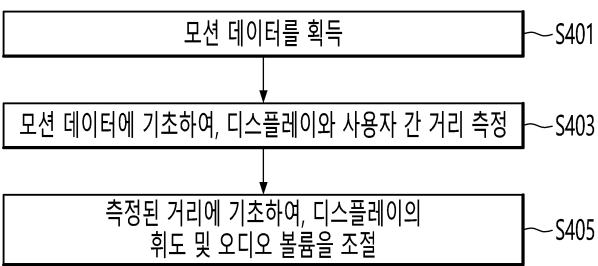 모션 데이터를 획득
S401
모션 데이터에 기초하여, 디스플레이와 사용자 간 거리 측정
S403
측정된 거리에 기초하여, 디스플레이의
휘도 및 오디오 볼륨을 조절
S405